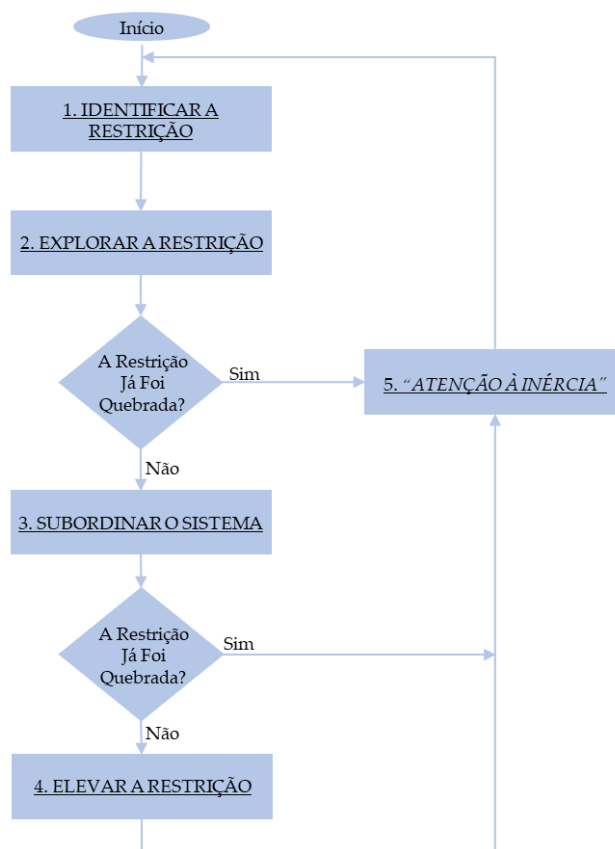 Início
1. IDENTIFICAR A
RESTRIÇÃO
2. EXPLORAR A RESTRIÇÃO
A Restrição
Já Foi
Quebrada?
Sim
5. “ATENÇÃO À INÉRCIA”
Não
3. SUBORDINAR O SISTEMA
A Restrição
Já Foi
Quebrada?
Sim
Não
4. ELEVAR A RESTRIÇÃO